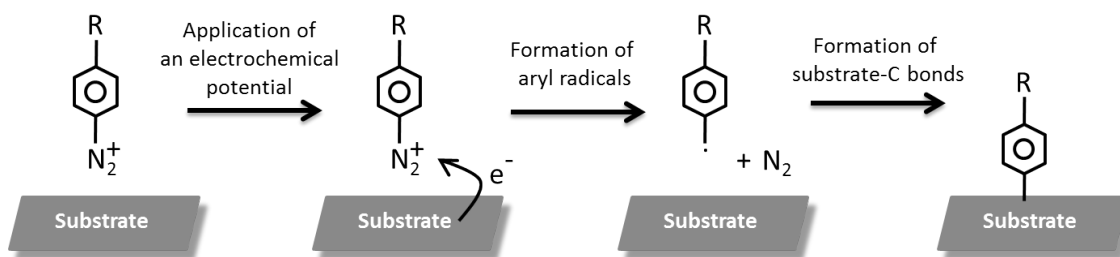 R
N₂⁺
Substrate
Application of
an electrochemical
potential
R
N₂⁺
e⁻
Substrate
Formation of
aryl radicals
R
+ N₂
Substrate
Formation of
substrate-C bonds
R
Substrate